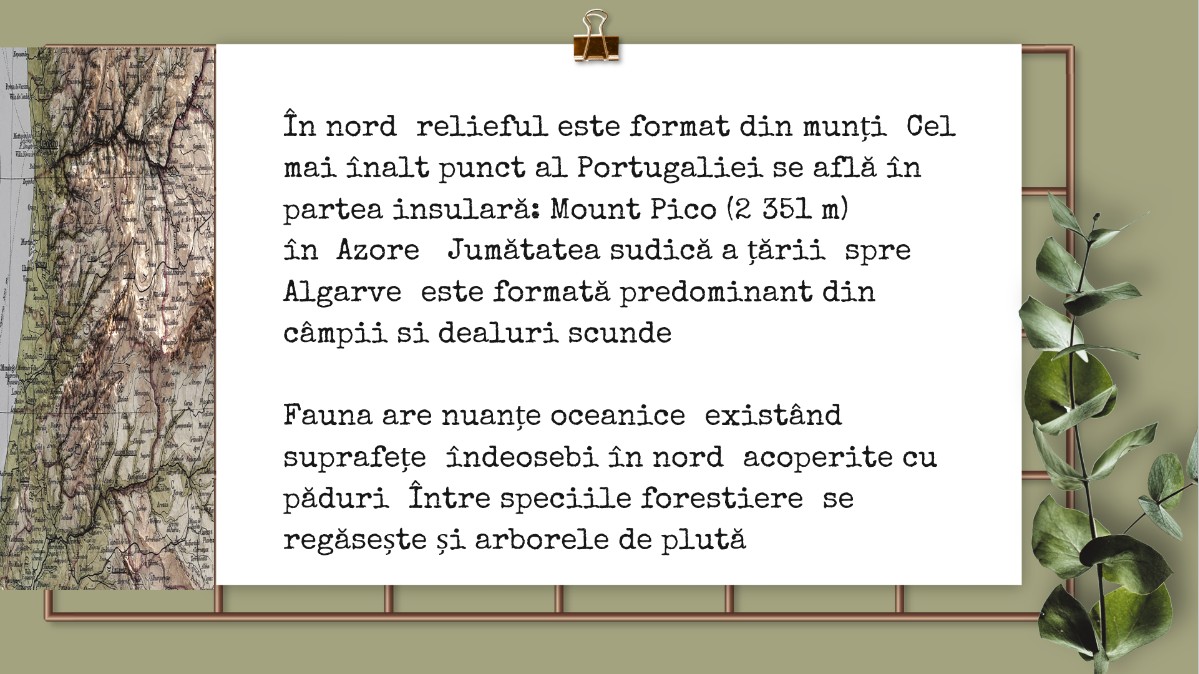 În nord relieful este format din munți Cel
mai înalt punct al Portugaliei se află în
partea insulară: Mount Pico (2 351 m)
în Azore Jumătatea sudică a țării spre
Algarve este formată predominant din
câmpii si dealuri scunde
Fauna are nuanțe oceanice existând
suprafețe îndeosebi în nord acoperite cu
păduri Între speciile forestiere se
regăsește și arborele de plută